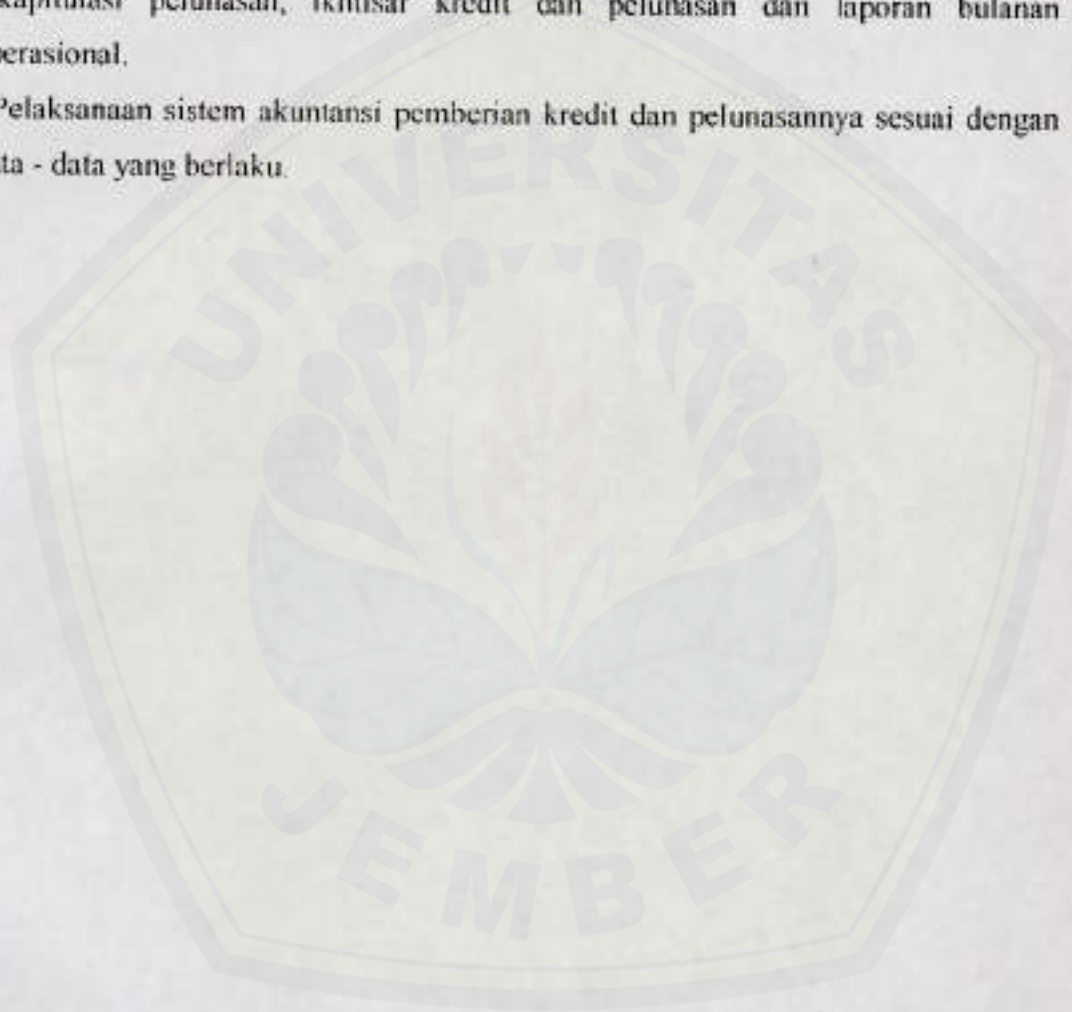 kapitulasi pelunasan, ikhtisar kredit dan pelunasan dan laporan bulanan
perasional.
Pelaksanaan sistem akuntansi pemberian kredit dan pelunasannya sesuai dengan
ta - data yang berlaku.
UNIVERSITAS
JEMBER